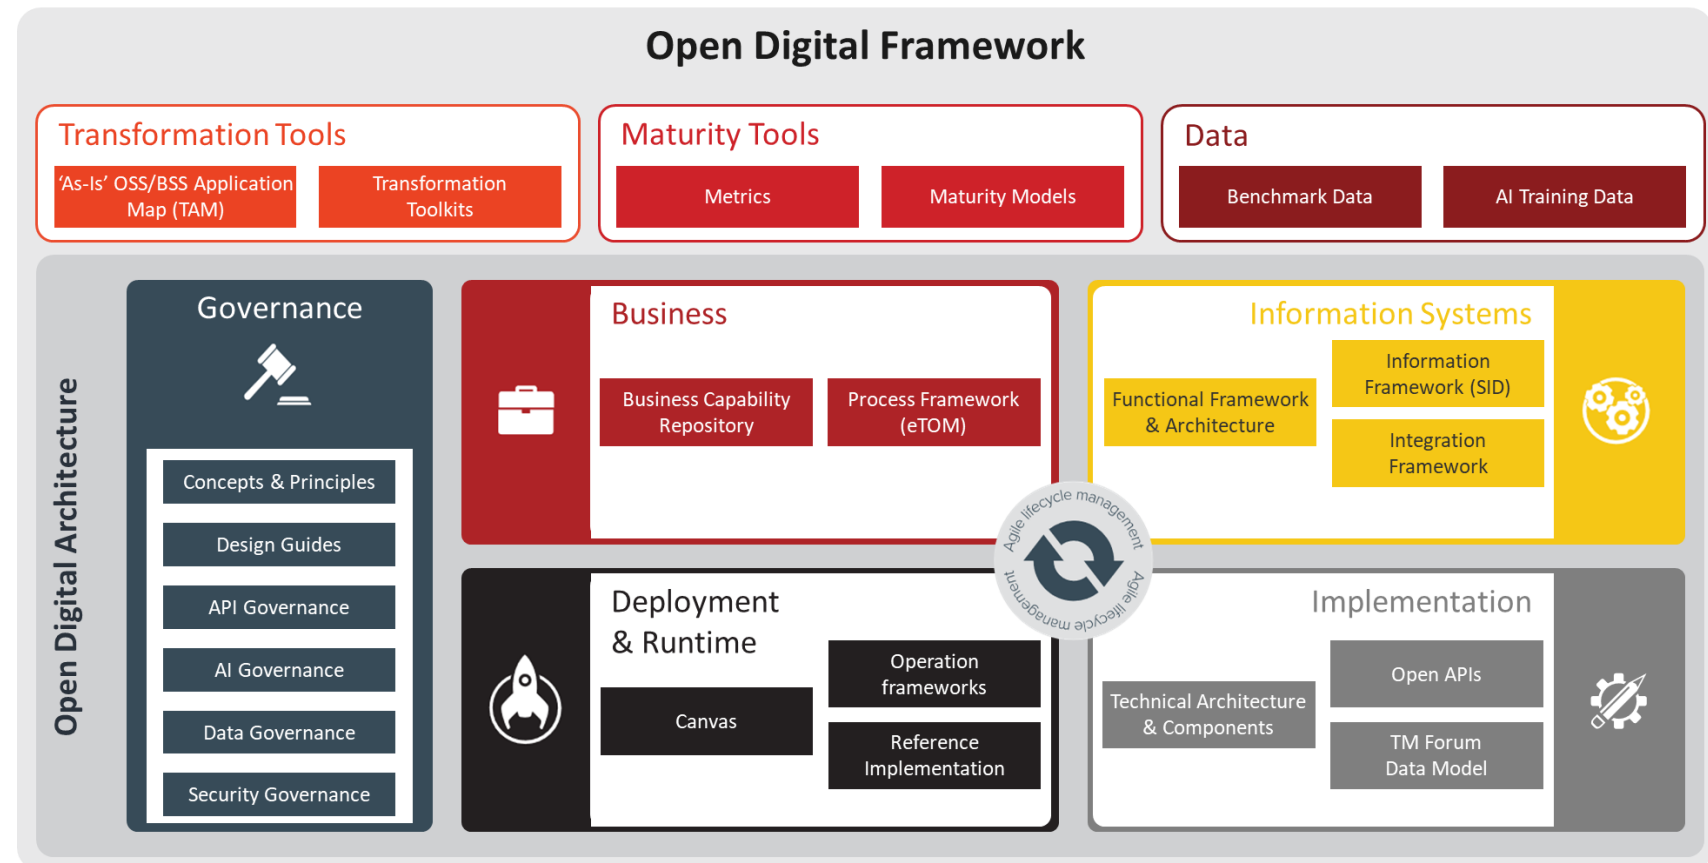 Open Digital Framework
Transformation Tools
‘As-Is’ OSS/BSS Application
Map (TAM)
Transformation
Toolkits
Maturity Tools
Metrics
Maturity Models
Data
Benchmark Data
AI Training Data
Open Digital Architecture
Governance
Concepts & Principles
Design Guides
API Governance
AI Governance
Data Governance
Security Governance
Business
Business Capability
Repository
Process Framework
(eTOM)
Information Systems
Functional Framework
& Architecture
Information
Framework (SID)
Integration
Framework
Agile lifecycle management
Agile lifecycle management
Deployment
& Runtime
Canvas
Operation
frameworks
Reference
Implementation
Implementation
Technical Architecture
& Components
Open APIs
TM Forum
Data Model